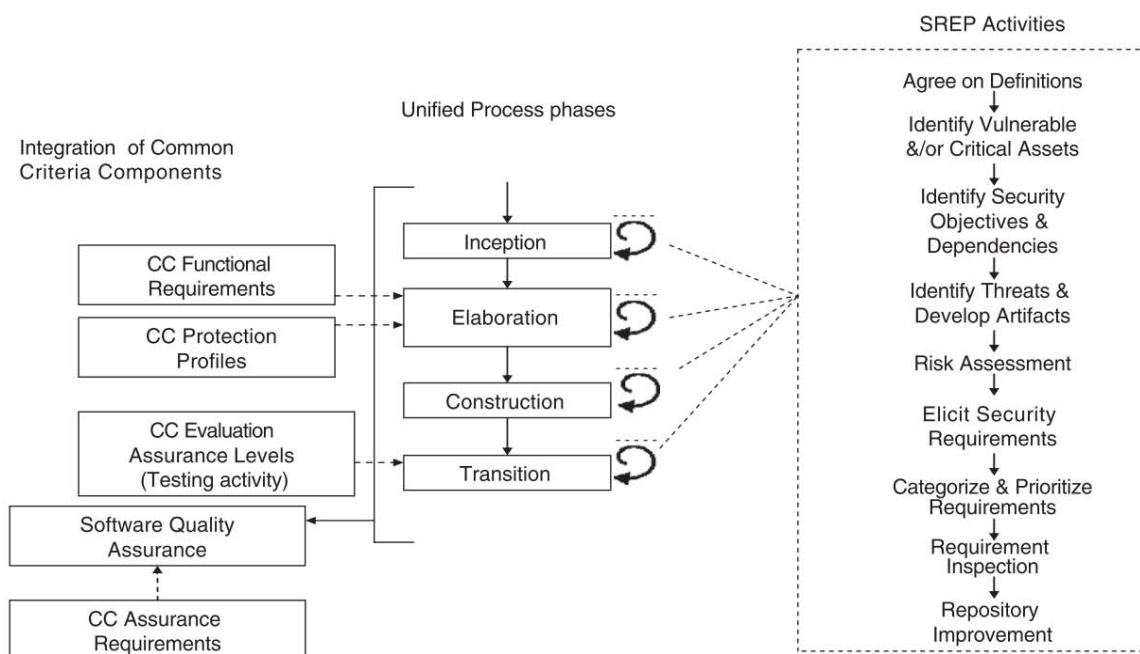 SREP Activities
Unified Process phases
Integration of Common
Criteria Components
CC Functional
Requirements
CC Protection
Profiles
CC Evaluation
Assurance Levels
(Testing activity)
Software Quality
Assurance
CC Assurance
Requirements
Inception
Elaboration
Construction
Transition
Agree on Definitions
Identify Vulnerable
&/or Critical Assets
Identify Security
Objectives &
Dependencies
Identify Threats &
Develop Artifacts
Risk Assessment
Elicit Security
Requirements
Categorize & Prioritize
Requirements
Requirement
Inspection
Repository
Improvement